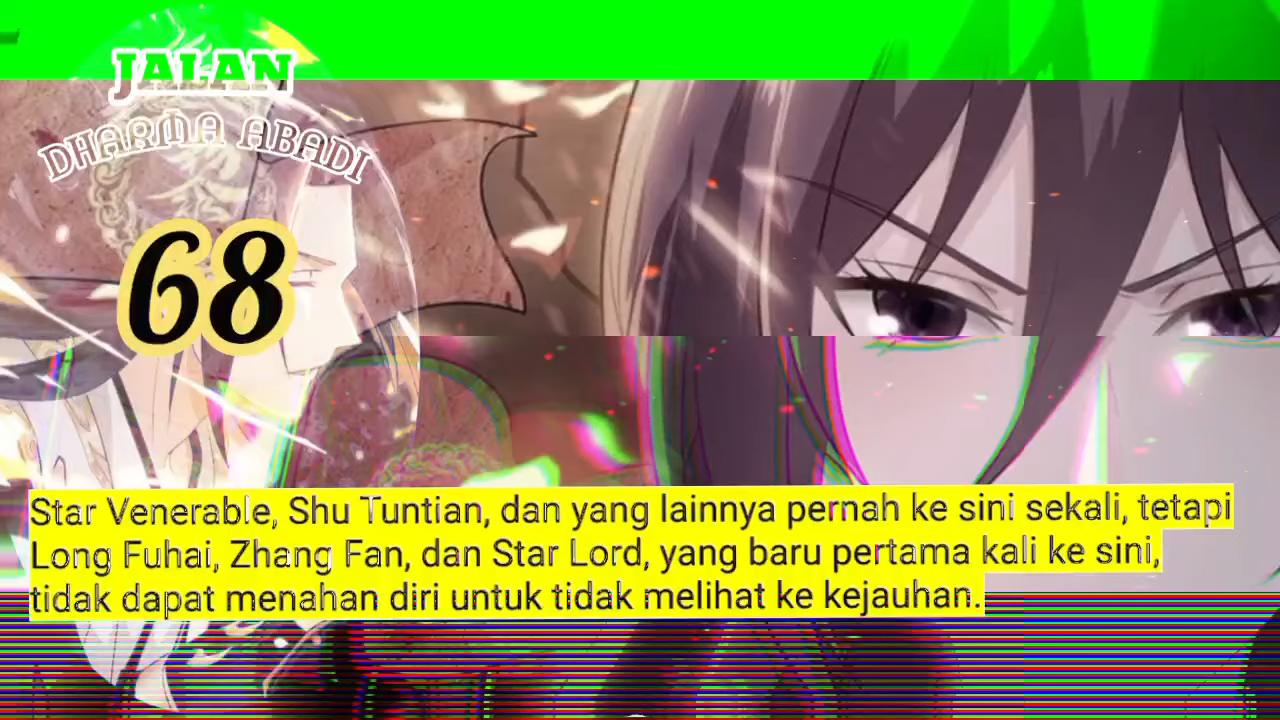 JALAN
DHARMA ABADI
68
Star Venerable, Shu Tuntian, dan yang lainnya pernah ke sini sekali, tetapi
Long Fuhai, Zhang Fan, dan Star Lord, yang baru pertama kali ke sini,
tidak dapat menahan diri untuk tidak melihat ke kejauhan.